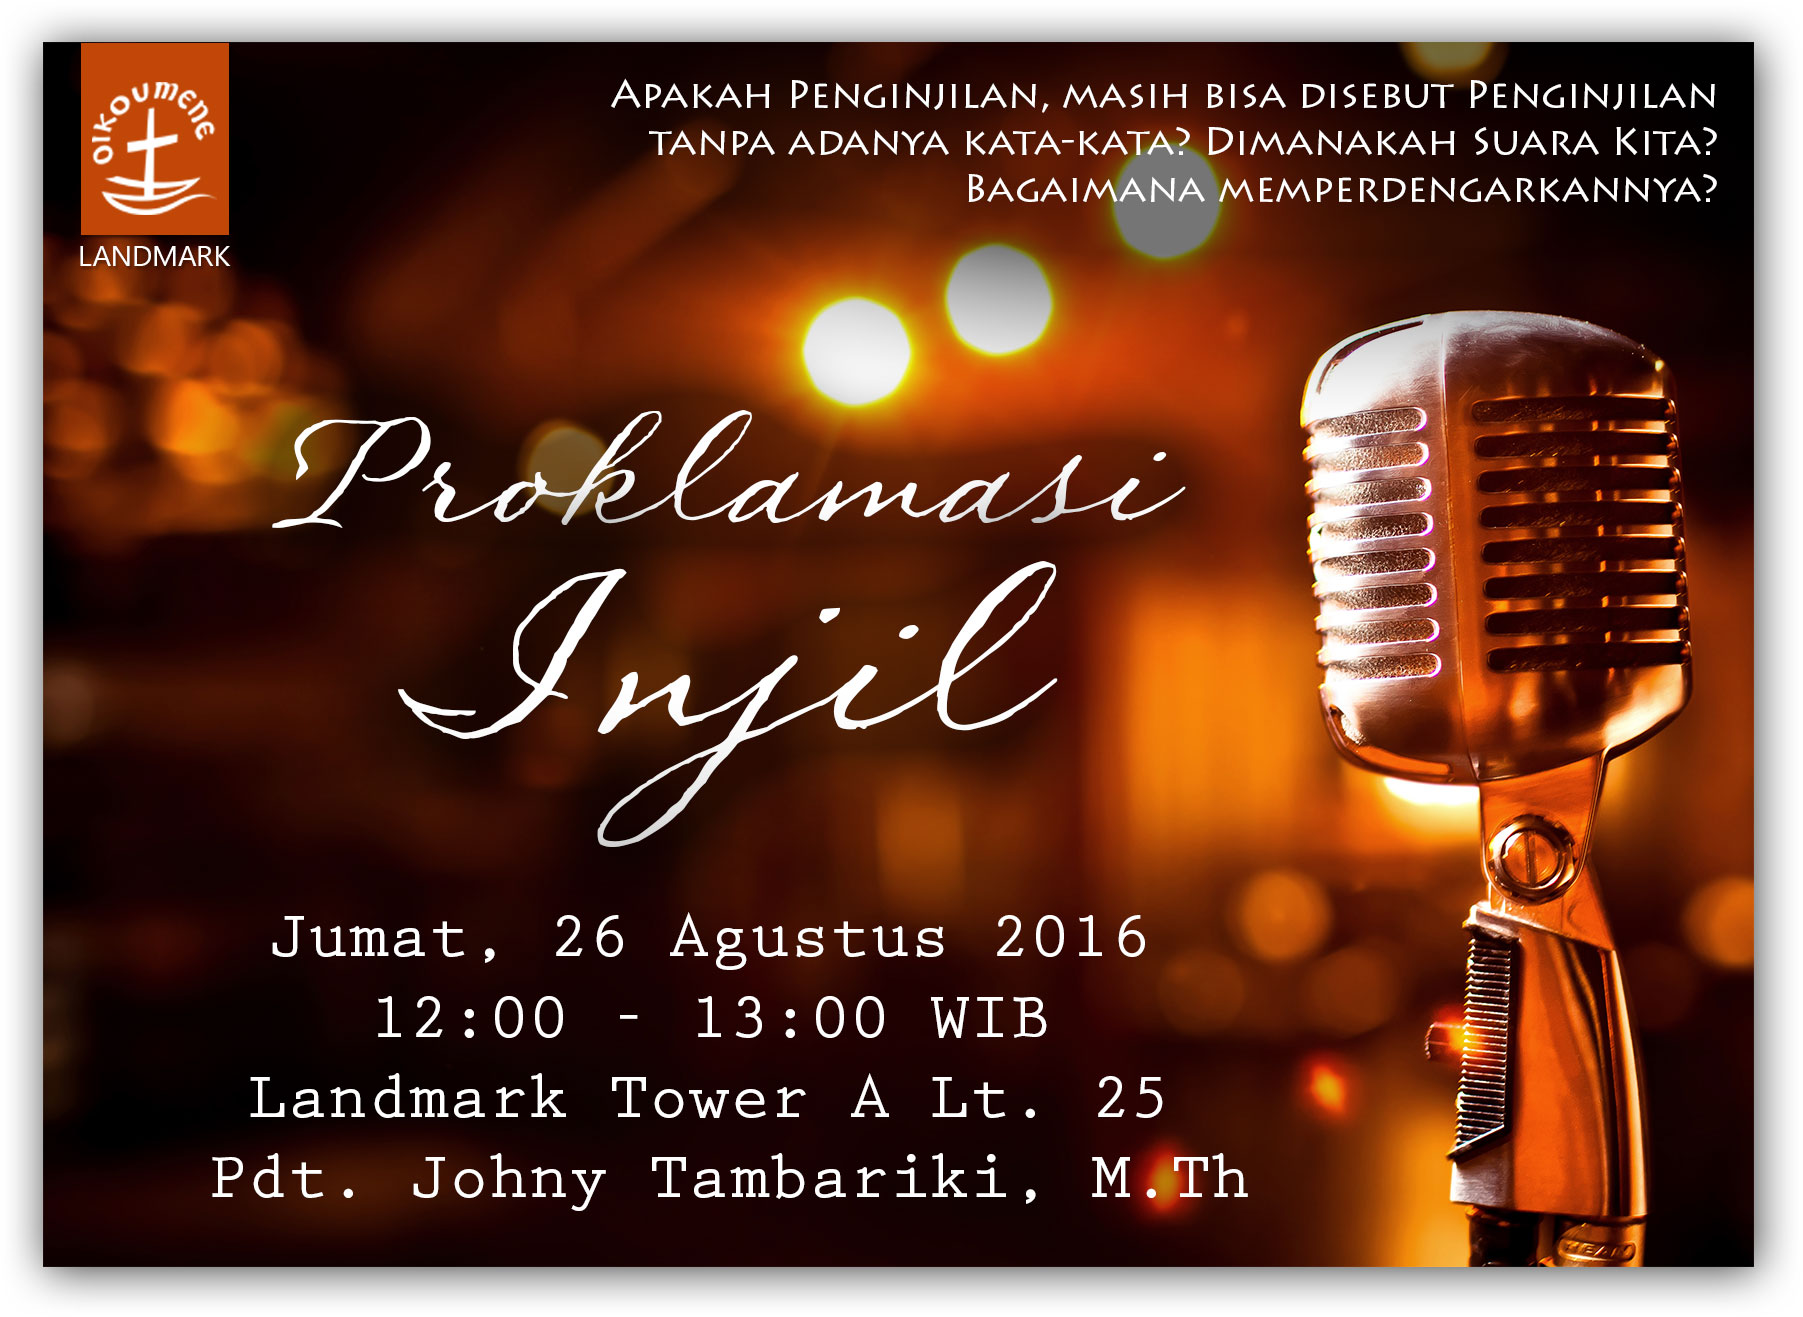 OIKOUMENE
LANDMARK
APAKAH PENGINJILAN, MASIH BISA DISEBUT PENGINJILAN
TANPA ADANYA KATA-KATA? DIMANAKAH SUARA KITA?
BAGAIMANA MEMPERDENGARKANNYA?
Proklamasi
Injil
Jumat, 26 Agustus 2016
12:00 - 13:00 WIB
Landmark Tower A Lt. 25
Pdt. Johny Tambariki, M.Th